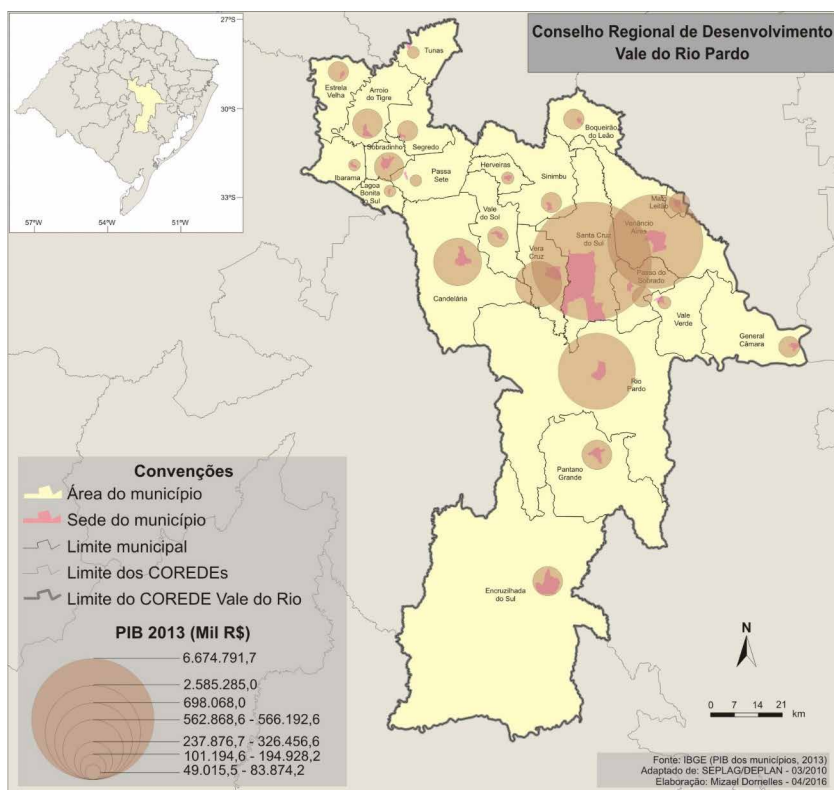 Conselho Regional de Desenvolvimento
Vale do Rio Pardo
27°S
30°S
33°S
57°W
54°W
51°W
Tunas
Estrela
Velha
Arroio
do Tigre
Segredo
Sobradinho
Ibarama
Lagoa
Bonita
do Sul
Passa
Sete
Boqueirão
do Leão
Herveiras
Sinimbu
Vale
do Sol
Mato
Leitão
Venâncio
Aires
Santa Cruz
do Sul
Vera
Cruz
Passo do
Sobrado
Candelária
Vale
Verde
General
Câmara
Rio
Pardo
Pantano
Grande
Encruzilhada
do Sul
Convenções
Área do município
Sede do município
Limite municipal
Limite dos COREDEs
Limite do COREDE Vale do Rio
PIB 2013 (Mil R$)
6.674.791,7
2.585.285,0
698.068,0
562.868,6 - 566.192,6
237.876,7 - 326.456,6
101.194,6 - 194.928,2
49.015,5 - 83.874,2
N
0 7 14 21
km
Fonte: IBGE (PIB dos municípios, 2013)
Adaptado de: SEPLAG/DEPLAN - 03/2010
Elaboração: Mizael Dornelles - 04/2016